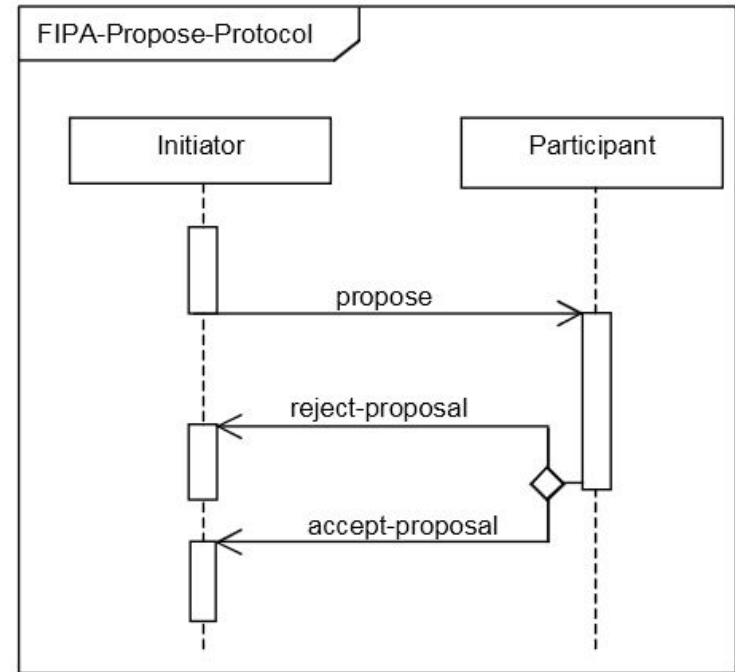 FIPA-Propose-Protocol
Initiator
Participant
propose
reject-proposal
accept-proposal